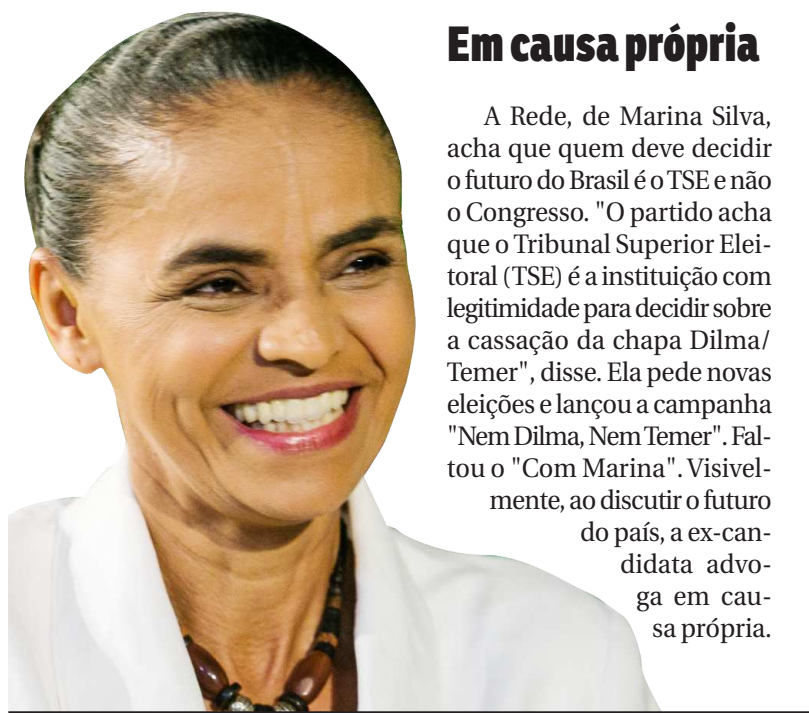 Em causa própria
A Rede, de Marina Silva,
acha que quem deve decidir
o futuro do Brasil é o TSE e não
o Congresso. "O partido acha
que o Tribunal Superior Elei-
toral (TSE) é a instituição com
legitimidade para decidir sobre
a cassação da chapa Dilma/
Temer", disse. Ela pede novas
eleições e lançou a campanha
"Nem Dilma, Nem Temer". Fal-
tou o "Com Marina". Visivel-
mente, ao discutir o futuro
do país, a ex-can-
didata advo-
ga em cau-
sa própria.